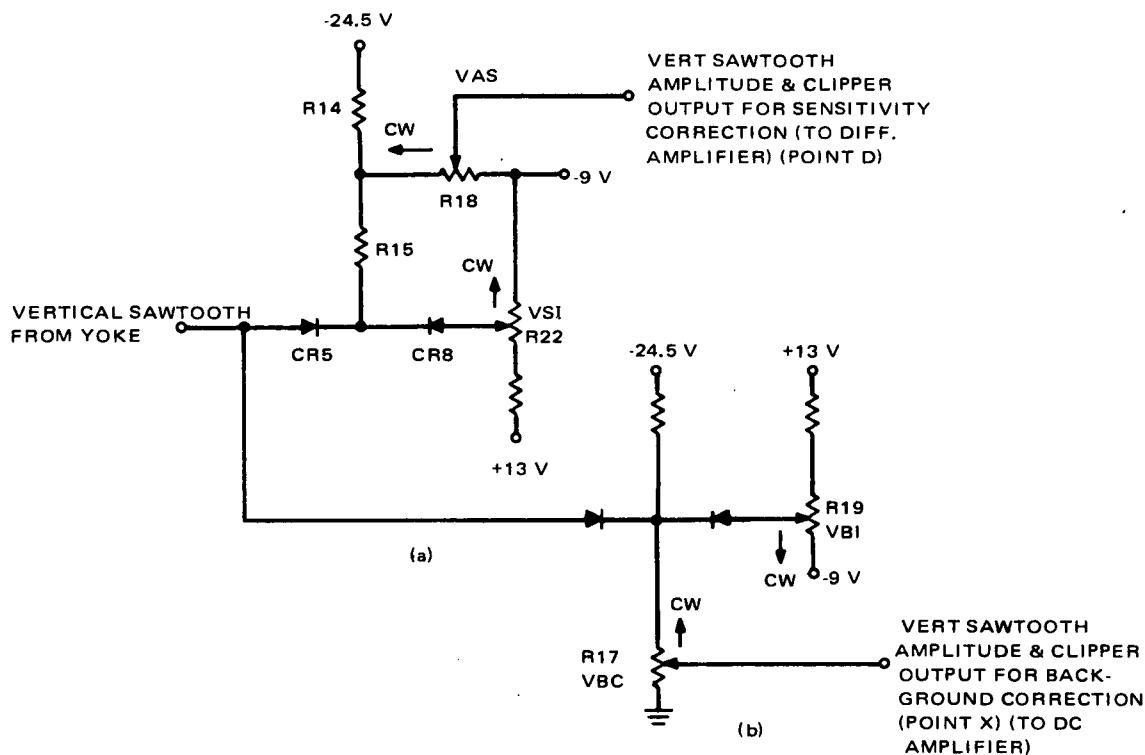 -24.5 V
VAS
VERT SAWTOOTH
AMPLITUDE & CLIPPER
OUTPUT FOR SENSITIVITY
CORRECTION (TO DIFF.
AMPLIFIER) (POINT D)
R14
CW
R18
-9 V
R15
CW
VERTICAL SAWTOOTH
FROM YOKE
CR5
CR8
VSI
R22
+13 V
-24.5 V
+13 V
R19
VBI
(a)
CW
-9 V
CW
R17
VBC
(b)
VERT SAWTOOTH
AMPLITUDE & CLIPPER
OUTPUT FOR BACK-
GROUND CORRECTION
(POINT X) (TO DC
AMPLIFIER)